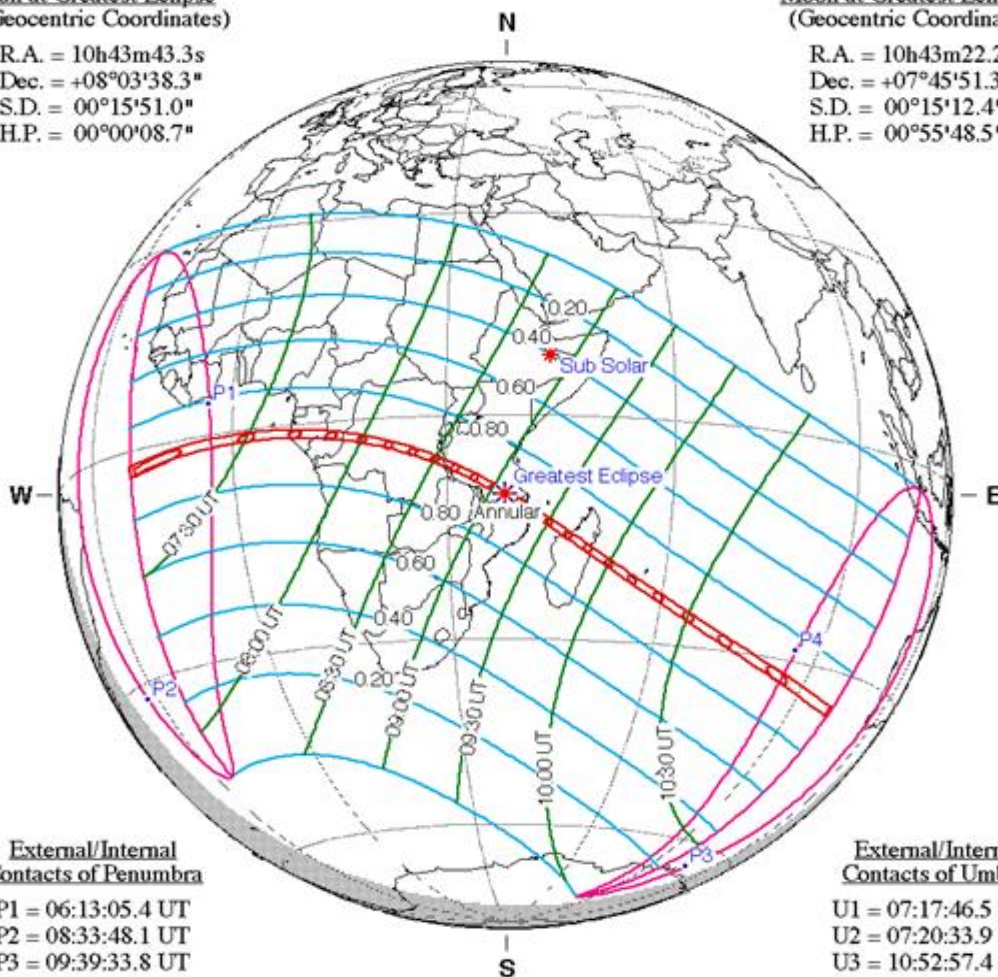 N
(Geocentric Coordinates)
R.A. = 10h43m43.3s
Dec. = +08°03'38.3"
S.D. = 00°15'51.0"
H.P. = 00°00'08.7"
R.A. = 10h43m22.2
Dec. = +07°45'51.3
S.D. = 00°15'12.4"
H.P. = 00°55'48.5"
0.20
0.40
Sub Solar
0.60
P1
0.80
Greatest Eclipse
W
E
0.80
Annular
07:30 UT
0.60
0.40
P4
08:00 UT
08:30 UT
0.20
P2
09:00 UT
09:30 UT
10:00 UT
10:30 UT
P3
External/Internal
Contacts of Penumbra
P1 = 06:13:05.4 UT
P2 = 08:33:48.1 UT
P3 = 09:39:33.8 UT
External/Intern
Contacts of Umb
U1 = 07:17:46.5
U2 = 07:20:33.9
U3 = 10:52:57.4
S